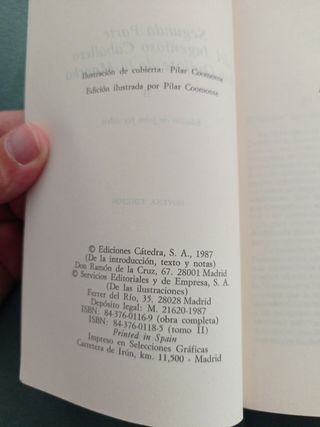 Ilustración de cubierta: Pilar Coomonte
Edición ilustrada por Pilar Coomonte
© Ediciones Cátedra, S. A., 1987
(De la introducción, texto y notas)
Don Ramón de la Cruz, 67. 28001 Madrid
© Servicios Editoriales y de Empresa, S. A.
(De las ilustraciones)
Ferrer del Río, 35. 28028 Madrid
Depósito legal: M. 21620-1987
ISBN: 84-376-0116-9 (obra completa)
ISBN: 84-376-0118-5 (tomo II)
Printed in Spain
Impreso en Selecciones Gráficas
Carretera de Irún, km. 11,500 - Madrid